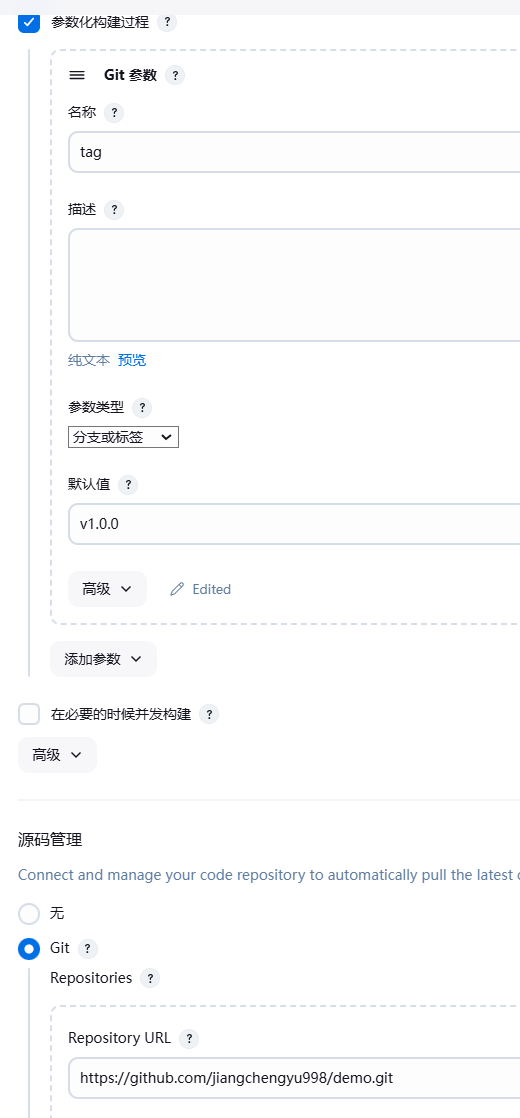 参数化构建过程 ?
Git 参数 ?
名称 ?
tag
描述 ?
纯文本 预览
参数类型 ?
分支或标签
默认值 ?
v1.0.0
高级 Edited
添加参数
在必要的时候并发构建 ?
高级
源码管理
Connect and manage your code repository to automatically pull the latest
无
Git ?
Repositories ?
Repository URL ?
https://github.com/jiangchengyu998/demo.git